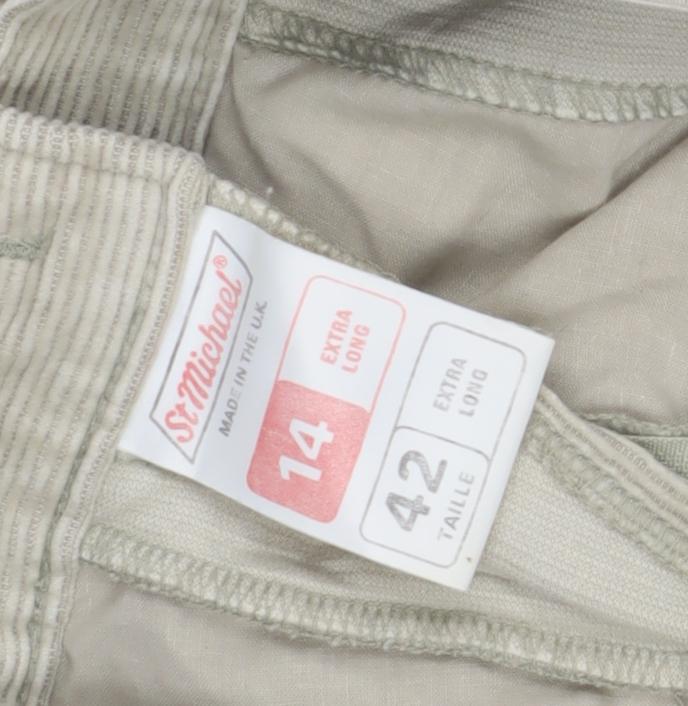 St Michael®
MADE IN THE U.K.
EXTRA
LONG
14
EXTRA
LONG
42
TAILLE